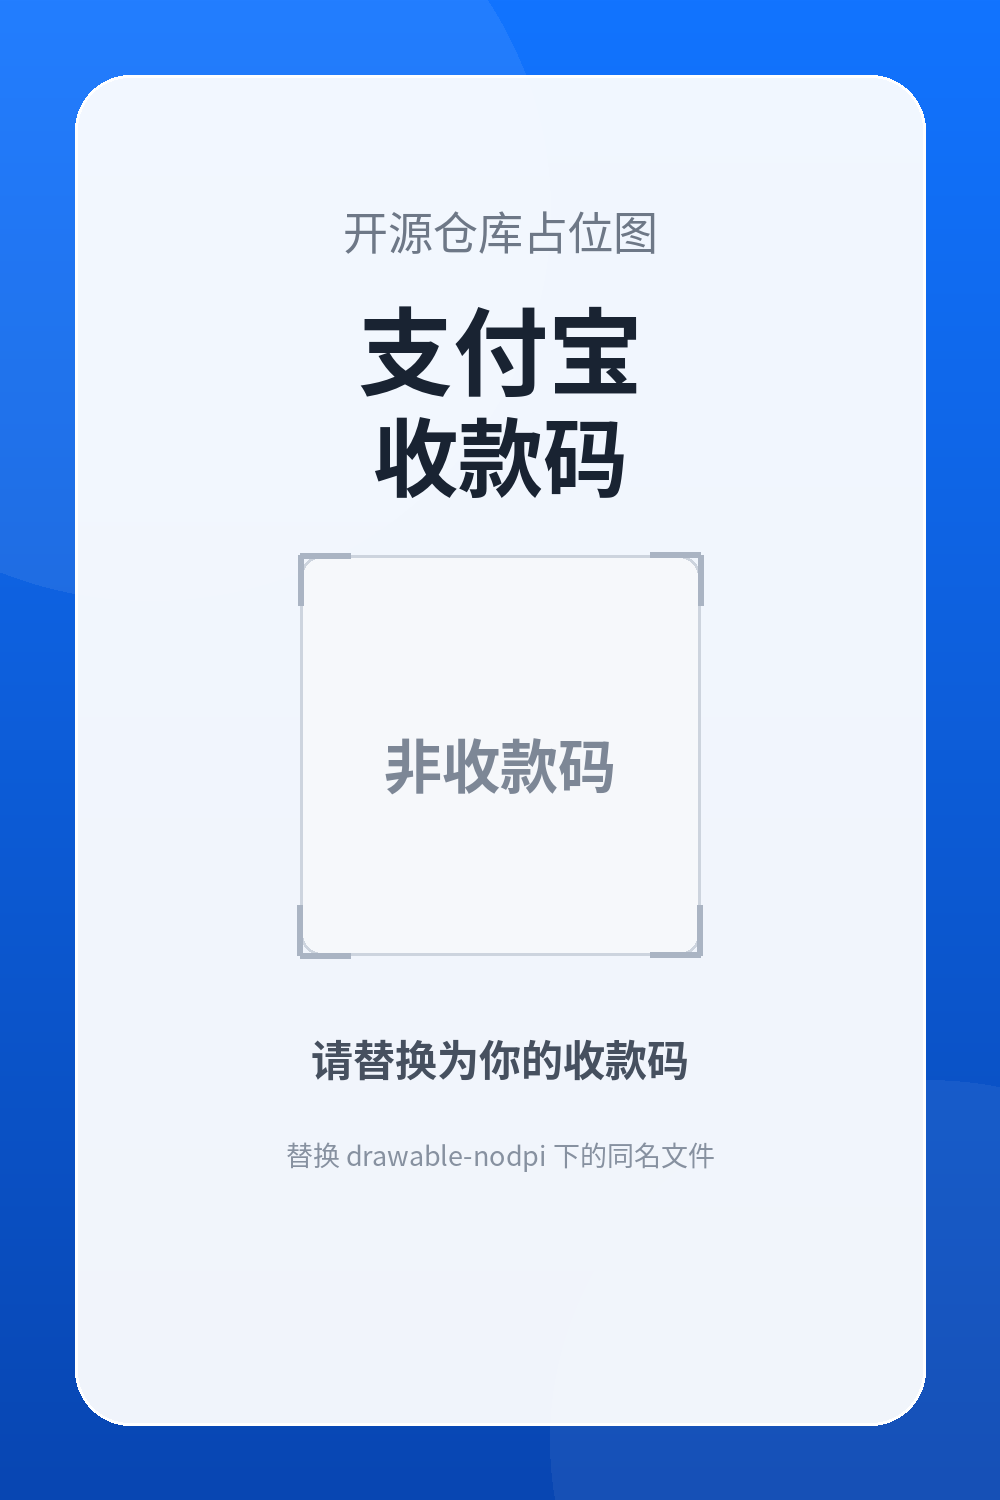 开源仓库占位图
支付宝
收款码
非收款码
请替换为你的收款码
替换 drawable-nodpi 下的同名文件